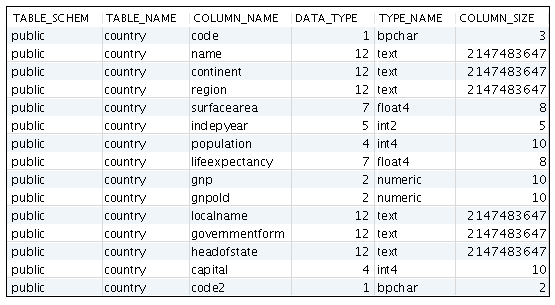 TABLE_SCHEM TABLE_NAME COLUMN_NAME DATA_TYPE TYPE_NAME COLUMN_SIZE
public country code 1 bpchar 3
public country name 12 text 2147483647
public country continent 12 text 2147483647
public country region 12 text 2147483647
public country surfacearea 7 float4 8
public country indepyear 5 int2 5
public country population 4 int4 10
public country lifeexpectancy 7 float4 8
public country gnp 2 numeric 10
public country gnpold 2 numeric 10
public country localname 12 text 2147483647
public country governmentform 12 text 2147483647
public country headofstate 12 text 2147483647
public country capital 4 int4 10
public country code2 1 bpchar 2